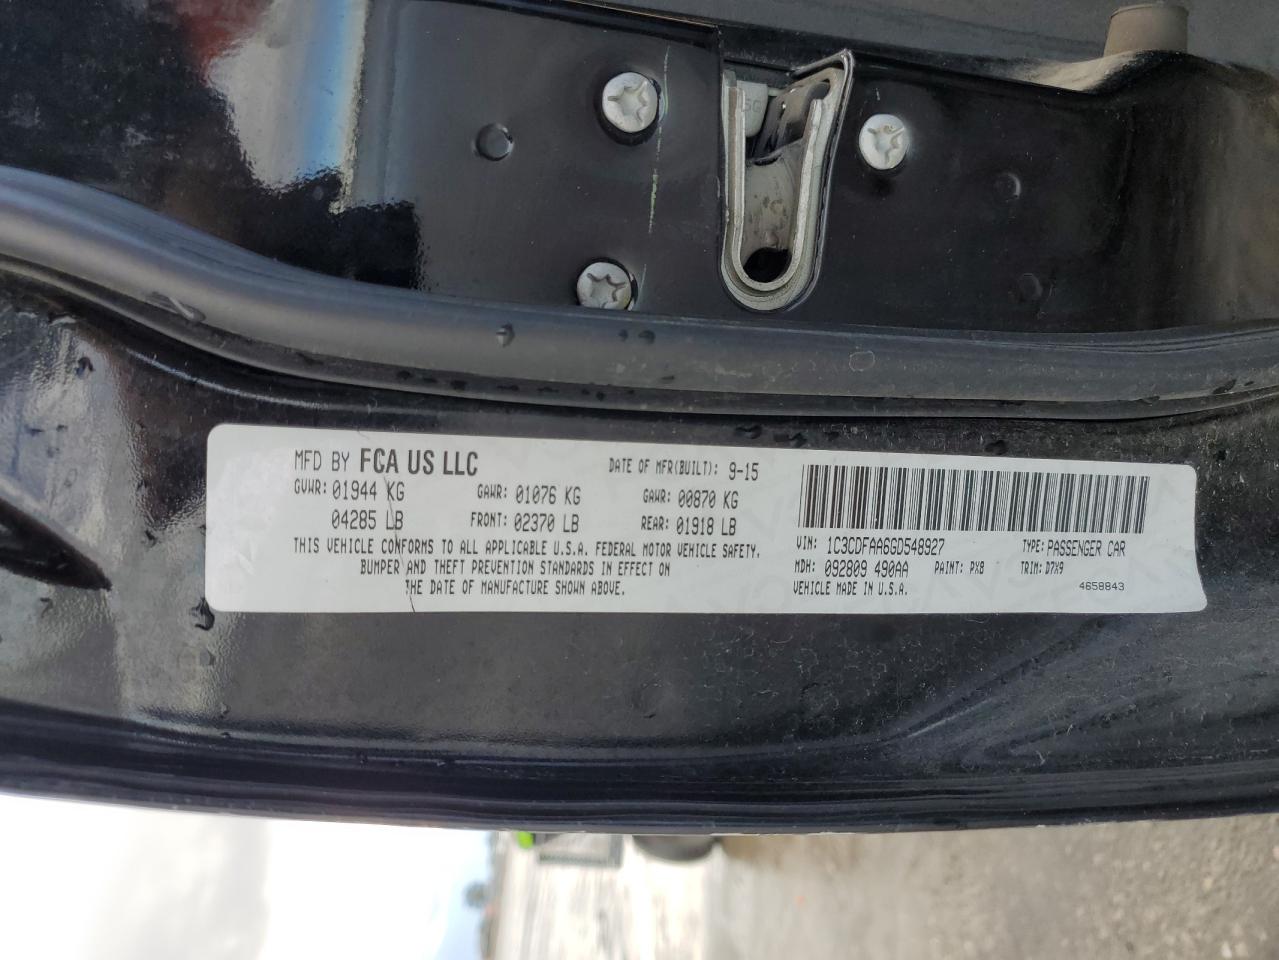 MFD BY FCA US LLC DATE OF MFR(BUILT): 9-15
GVWR: 01944 KG GAWR: 01076 KG GAWR: 00870 KG
04285 LB FRONT: 02370 LB REAR: 01918 LB
THIS VEHICLE CONFORMS TO ALL APPLICABLE U.S.A. FEDERAL MOTOR VEHICLE SAFETY,
BUMPER AND THEFT PREVENTION STANDARDS IN EFFECT ON
THE DATE OF MANUFACTURE SHOWN ABOVE.
VIN: 1C3CDFAA6GD548927 TYPE: PASSENGER CAR
MDH: 092809 490AA PAINT: PX8 TRIM: D7X9
VEHICLE MADE IN U.S.A. 4658843